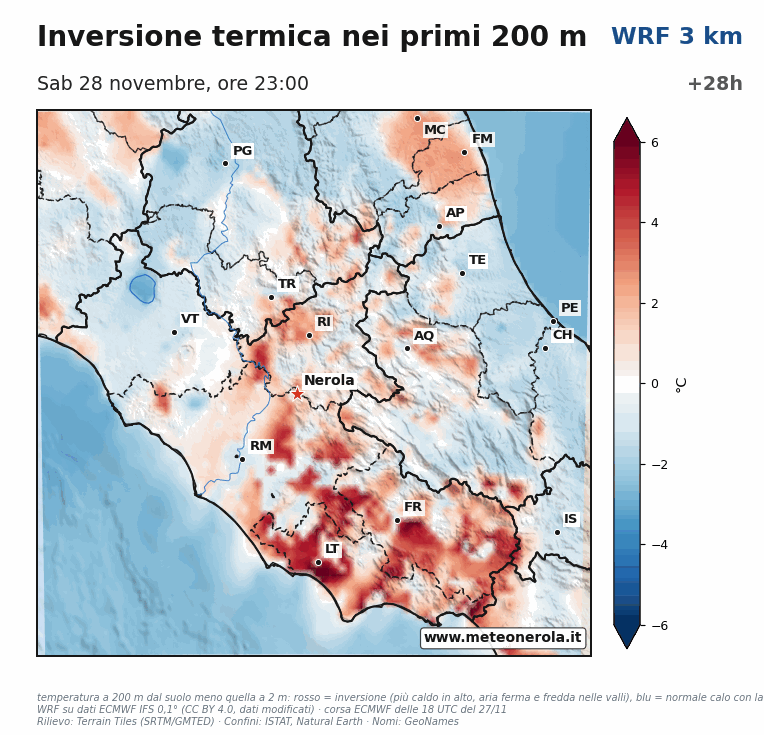 Inversione termica nei primi 200 m WRF 3 km
Sab 28 novembre, ore 23:00 +28h
MC
FM
PG
AP
TE
TR
PE
VT
RI
AQ
CH
Nerola
RM
FR
IS
LT
www.meteonerola.it
6
4
2
0
−2
−4
−6
°C
temperatura a 200 m dal suolo meno quella a 2 m: rosso = inversione (più caldo in alto, aria ferma e fredda nelle valli), blu = normale calo con la
WRF su dati ECMWF IFS 0,1° (CC BY 4.0, dati modificati) · corsa ECMWF delle 18 UTC del 27/11
Rilievo: Terrain Tiles (SRTM/GMTED) · Confini: ISTAT, Natural Earth · Nomi: GeoNames